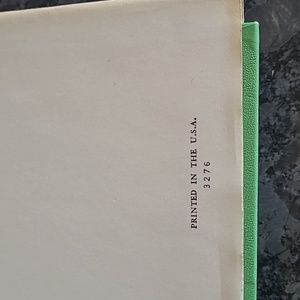 PRINTED IN THE U.S.A.
3276